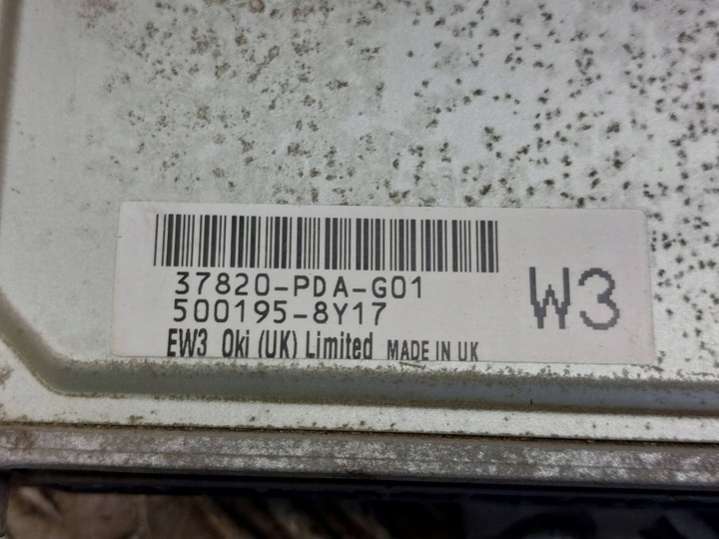 37820-PDA-G01
500195-8Y17
W3
EW3 Oki (UK) Limited MADE IN UK